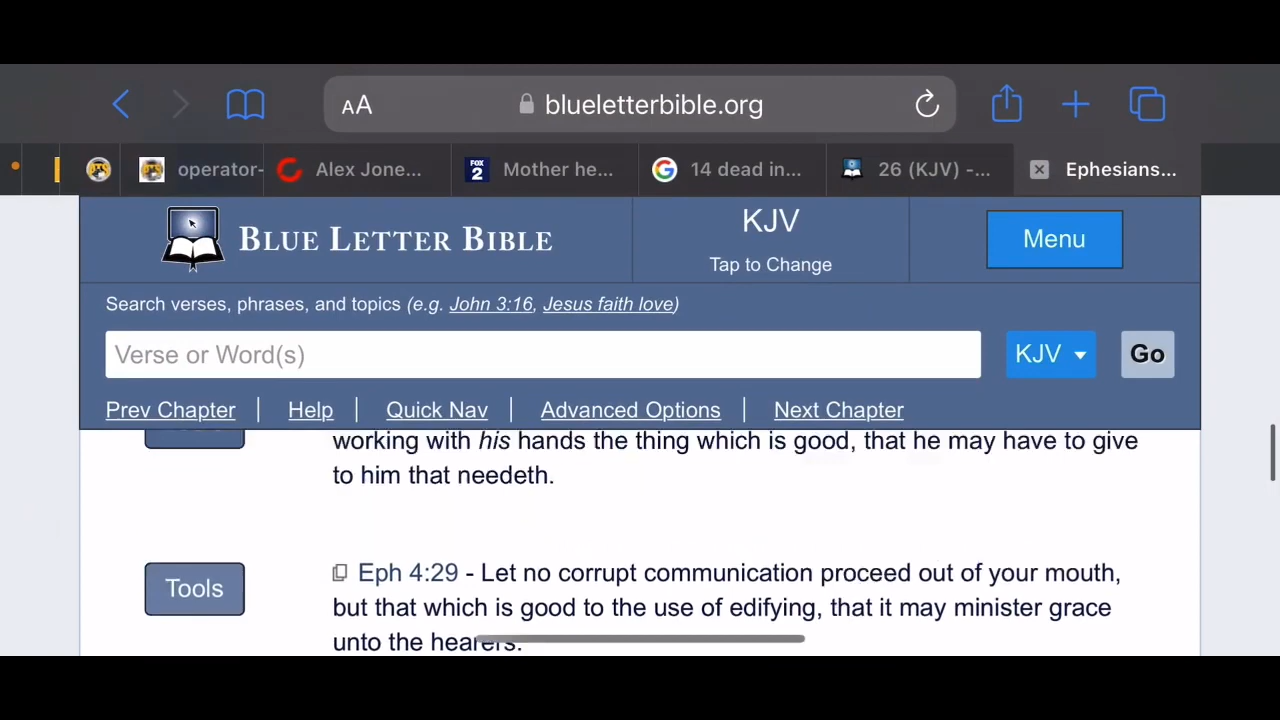 AA blueletterbible.org
operator- Alex Jone... FOX 2 Mother he... G 14 dead in... 26 (KJV) -... Ephesians...
BLUE LETTER BIBLE KJV Menu
Tap to Change
Search verses, phrases, and topics (e.g. John 3:16, Jesus faith love)
Verse or Word(s) KJV Go
Prev Chapter | Help | Quick Nav | Advanced Options | Next Chapter
working with his hands the thing which is good, that he may have to give
to him that needeth.
Tools Eph 4:29 - Let no corrupt communication proceed out of your mouth,
but that which is good to the use of edifying, that it may minister grace
unto the hearers.